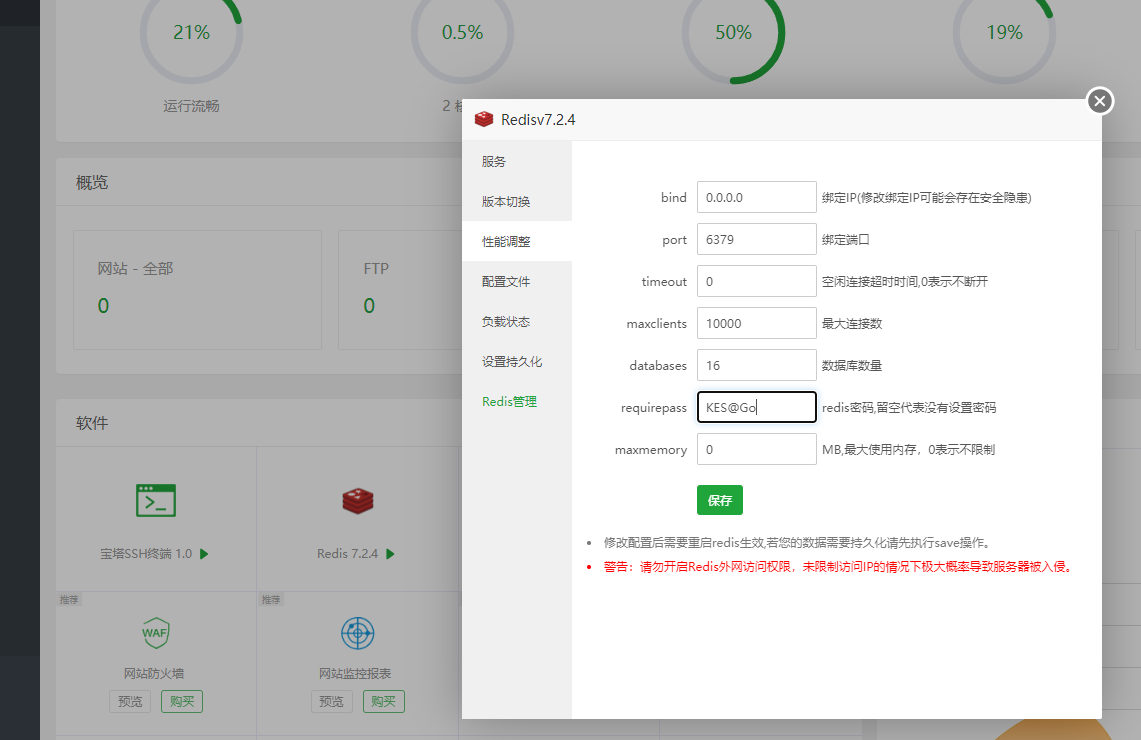 21%
0.5%
50%
19%
运行流畅
2 核
概览
网站 - 全部
0
FTP
0
软件
宝塔SSH终端 1.0
Redis 7.2.4
推荐
推荐
WAF
网站防火墙
网站监控报表
预览
购买
预览
购买
Redisv7.2.4
服务
版本切换
性能调整
配置文件
负载状态
设置持久化
Redis管理
bind 0.0.0.0 绑定IP(修改绑定IP可能会存在安全隐患)
port 6379 绑定端口
timeout 0 空闲连接超时时间,0表示不断开
maxclients 10000 最大连接数
databases 16 数据库数量
requirepass KES@Go redis密码,留空代表没有设置密码
maxmemory 0 MB,最大使用内存，0表示不限制
保存
修改配置后需要重启redis生效,若您的数据需要持久化请先执行save操作。
警告：请勿开启Redis外网访问权限，未限制访问IP的情况下极大概率导致服务器被入侵。